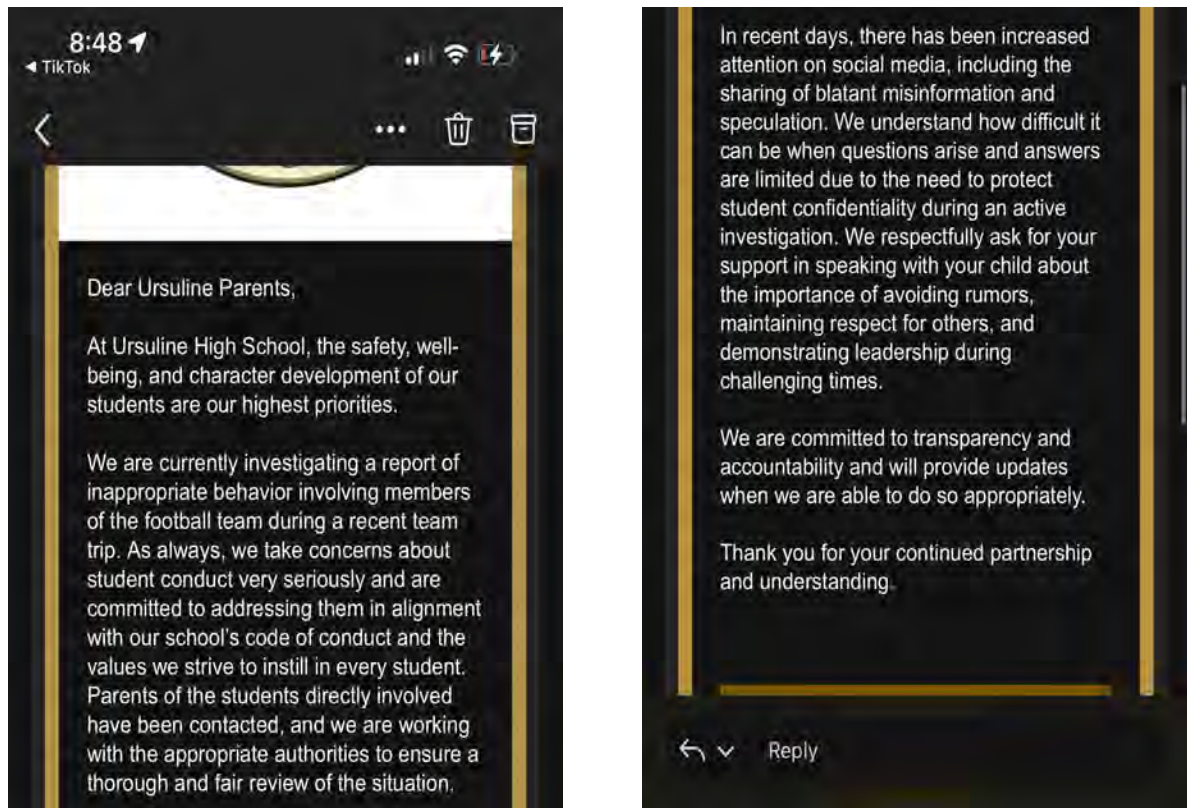 8:48
◀ TikTok
Dear Ursuline Parents,
At Ursuline High School, the safety, well-
being, and character development of our
students are our highest priorities.
We are currently investigating a report of
inappropriate behavior involving members
of the football team during a recent team
trip. As always, we take concerns about
student conduct very seriously and are
committed to addressing them in alignment
with our school's code of conduct and the
values we strive to instill in every student.
Parents of the students directly involved
have been contacted, and we are working
with the appropriate authorities to ensure a
thorough and fair review of the situation.
In recent days, there has been increased
attention on social media, including the
sharing of blatant misinformation and
speculation. We understand how difficult it
can be when questions arise and answers
are limited due to the need to protect
student confidentiality during an active
investigation. We respectfully ask for your
support in speaking with your child about
the importance of avoiding rumors,
maintaining respect for others, and
demonstrating leadership during
challenging times.
We are committed to transparency and
accountability and will provide updates
when we are able to do so appropriately.
Thank you for your continued partnership
and understanding.
Reply